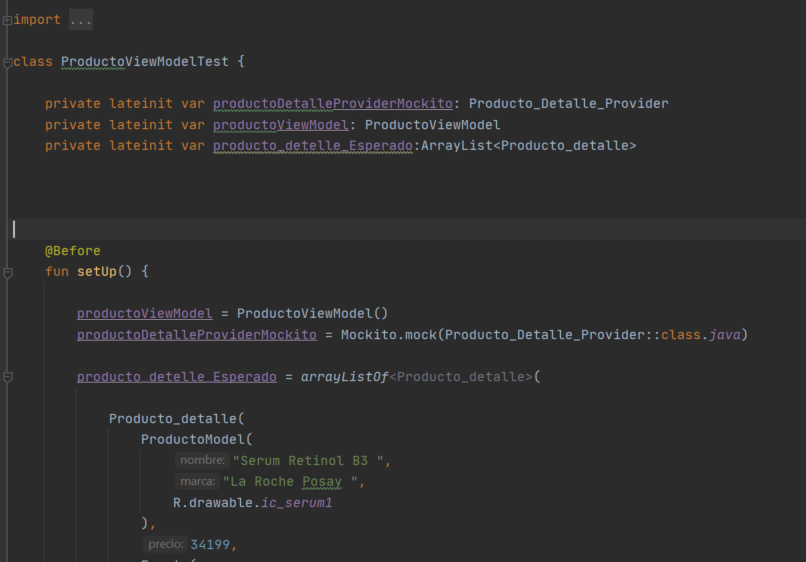 import ...
class ProductoViewModelTest {
private lateinit var productoDetalleProviderMockito: Producto_Detalle_Provider
private lateinit var productoViewModel: ProductoViewModel
private lateinit var producto_detelle_Esperado:ArrayList<Producto_detalle>
@Before
fun setUp() {
productoViewModel = ProductoViewModel()
productoDetalleProviderMockito = Mockito.mock(Producto_Detalle_Provider::class.java)
producto_detelle_Esperado = arrayListOf<Producto_detalle>(
Producto_detalle(
ProductoModel(
nombre: "Serum Retinol B3 ",
marca: "La Roche Posay ",
R.drawable.ic_serum1
),
precio: 34199,